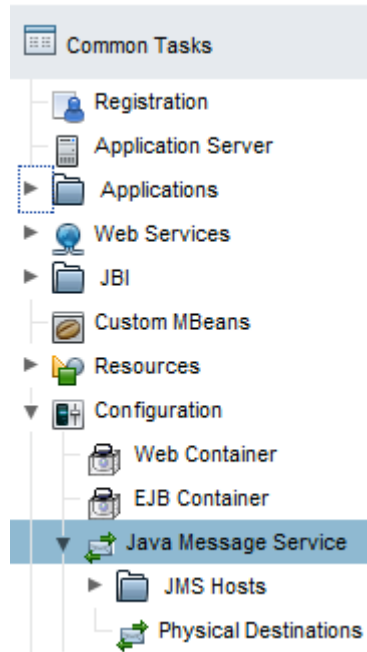 Common Tasks
Registration
Application Server
Applications
Web Services
JBI
Custom MBeans
Resources
Configuration
Web Container
EJB Container
Java Message Service
JMS Hosts
Physical Destinations